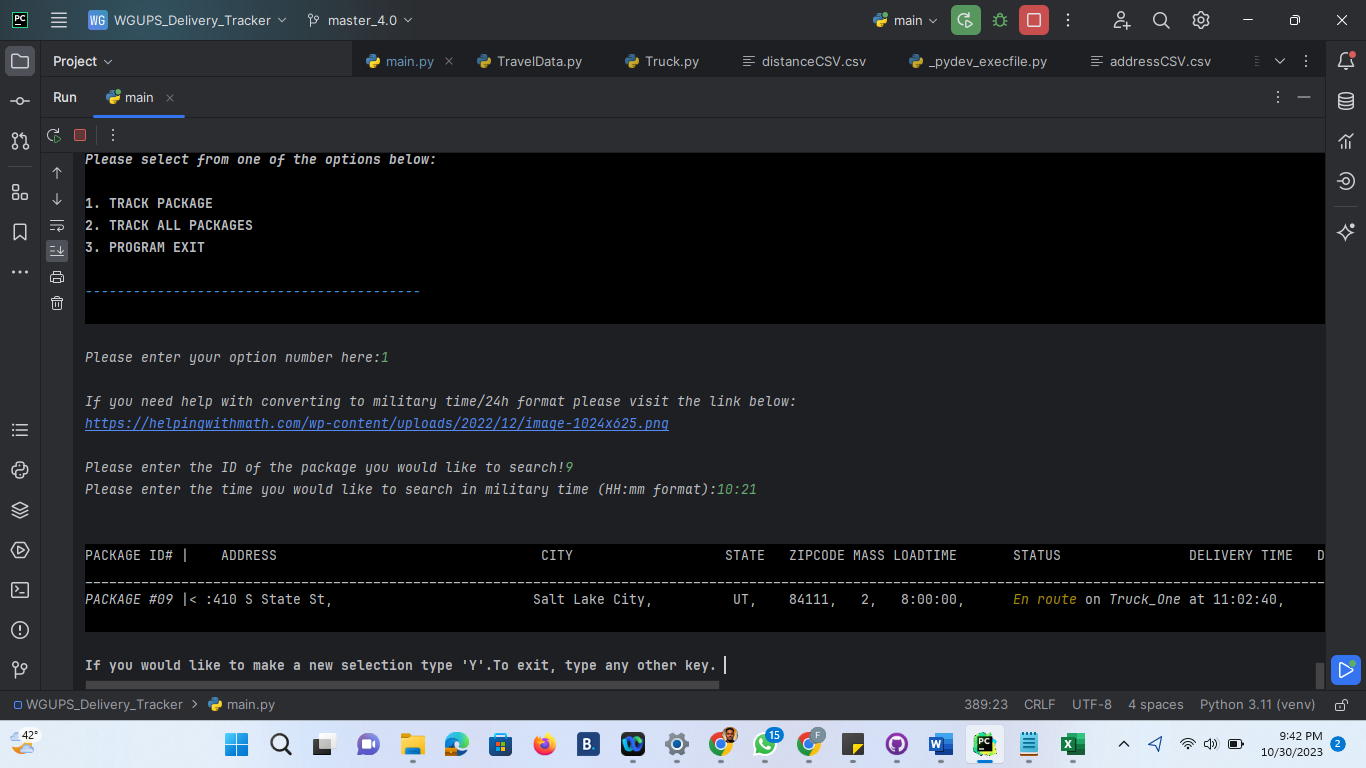 PC WG WGUPS_Delivery_Tracker master_4.0 main
Project main.py TravelData.py Truck.py distanceCSV.csv _pydev_execfile.py addressCSV.csv
Run main
Please select from one of the options below:
1. TRACK PACKAGE
2. TRACK ALL PACKAGES
3. PROGRAM EXIT
------------------------------------------
Please enter your option number here:1
If you need help with converting to military time/24h format please visit the link below:
https://helpingwithmath.com/wp-content/uploads/2022/12/image-1024x625.png
Please enter the ID of the package you would like to search!9
Please enter the time you would like to search in military time (HH:mm format):10:21
PACKAGE ID# | ADDRESS CITY STATE ZIPCODE MASS LOADTIME STATUS DELIVERY TIME D
PACKAGE #09 |< :410 S State St, Salt Lake City, UT, 84111, 2, 8:00:00, En route on Truck_One at 11:02:40,
If you would like to make a new selection type 'Y'.To exit, type any other key.
WGUPS_Delivery_Tracker > main.py 389:23 CRLF UTF-8 4 spaces Python 3.11 (venv)
42° B. 15 F W PC X 9:42 PM
10/30/2023 2